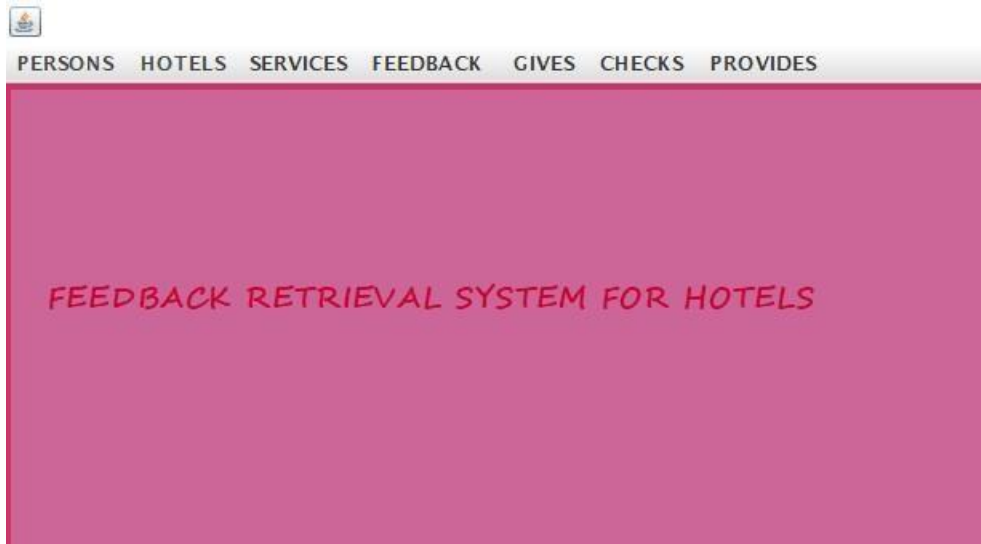 PERSONS HOTELS SERVICES FEEDBACK GIVES CHECKS PROVIDES
FEEDBACK RETRIEVAL SYSTEM FOR HOTELS